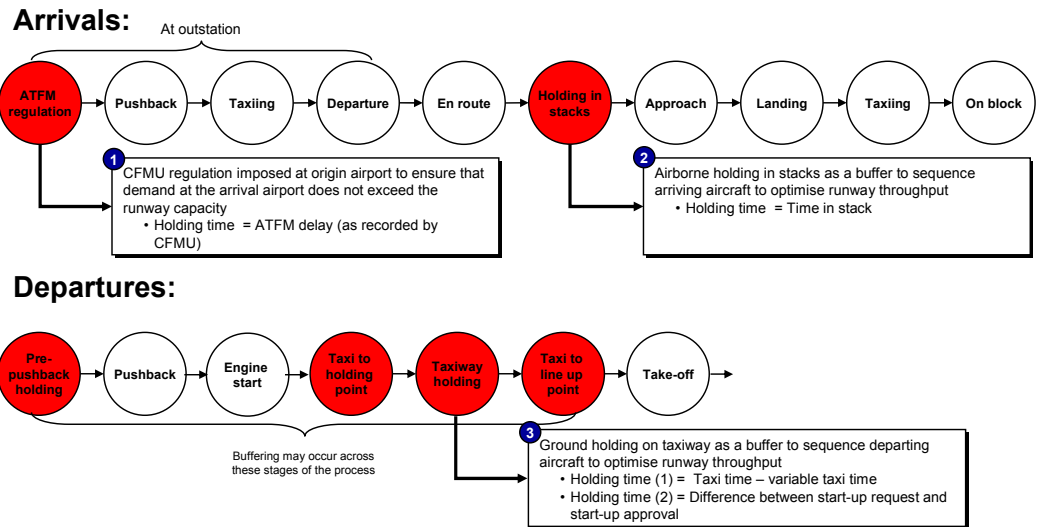 Arrivals:
At outstation
ATFM
regulation
Pushback
Taxiing
Departure
En route
Holding in
stacks
Approach
Landing
Taxiing
On block
1
CFMU regulation imposed at origin airport to ensure that
demand at the arrival airport does not exceed the
runway capacity
• Holding time = ATFM delay (as recorded by
CFMU)
2
Airborne holding in stacks as a buffer to sequence
arriving aircraft to optimise runway throughput
• Holding time = Time in stack
Departures:
Pre-
pushback
holding
Pushback
Engine
start
Taxi to
holding
point
Taxiway
holding
Taxi to
line up
point
Take-off
Buffering may occur across
these stages of the process
3
Ground holding on taxiway as a buffer to sequence departing
aircraft to optimise runway throughput
• Holding time (1) = Taxi time – variable taxi time
• Holding time (2) = Difference between start-up request and
start-up approval